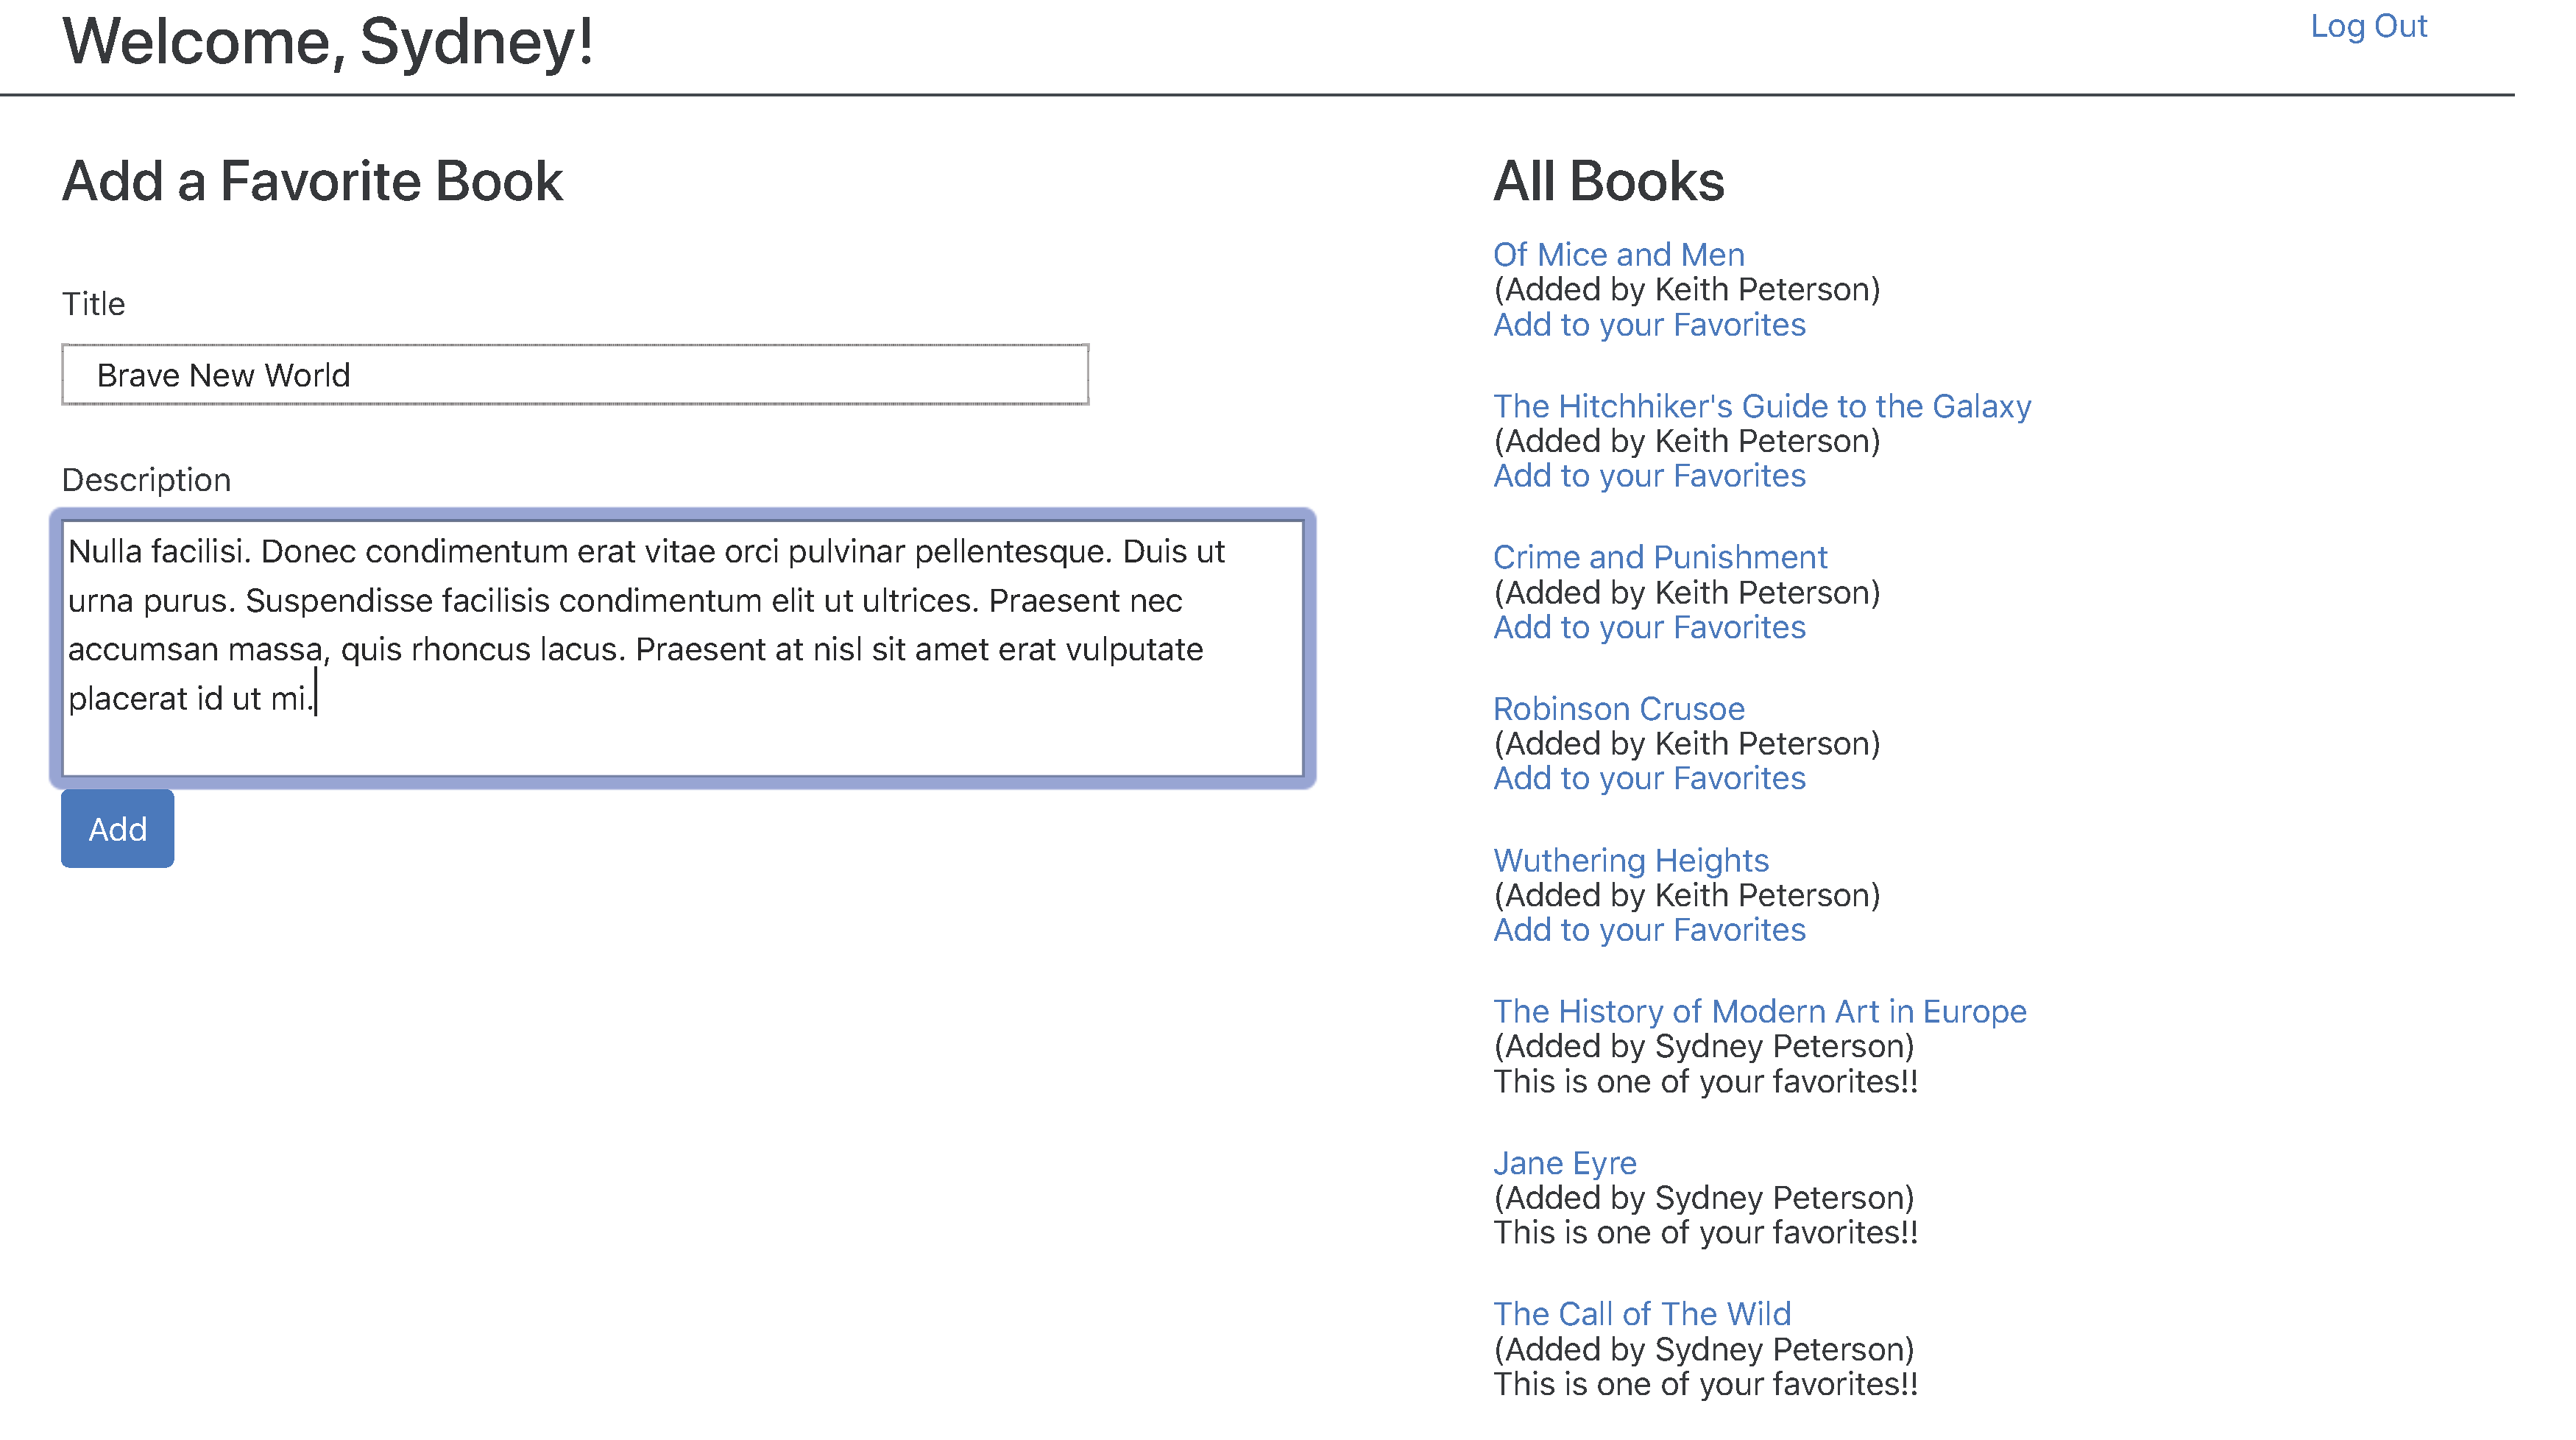 Welcome, Sydney!
Log Out
Add a Favorite Book
Title
Brave New World
Description
Nulla facilisi. Donec condimentum erat vitae orci pulvinar pellentesque. Duis ut
urna purus. Suspendisse facilisis condimentum elit ut ultrices. Praesent nec
accumsan massa, quis rhoncus lacus. Praesent at nisl sit amet erat vulputate
placerat id ut mi.
Add
All Books
Of Mice and Men
(Added by Keith Peterson)
Add to your Favorites
The Hitchhiker's Guide to the Galaxy
(Added by Keith Peterson)
Add to your Favorites
Crime and Punishment
(Added by Keith Peterson)
Add to your Favorites
Robinson Crusoe
(Added by Keith Peterson)
Add to your Favorites
Wuthering Heights
(Added by Keith Peterson)
Add to your Favorites
The History of Modern Art in Europe
(Added by Sydney Peterson)
This is one of your favorites!!
Jane Eyre
(Added by Sydney Peterson)
This is one of your favorites!!
The Call of The Wild
(Added by Sydney Peterson)
This is one of your favorites!!